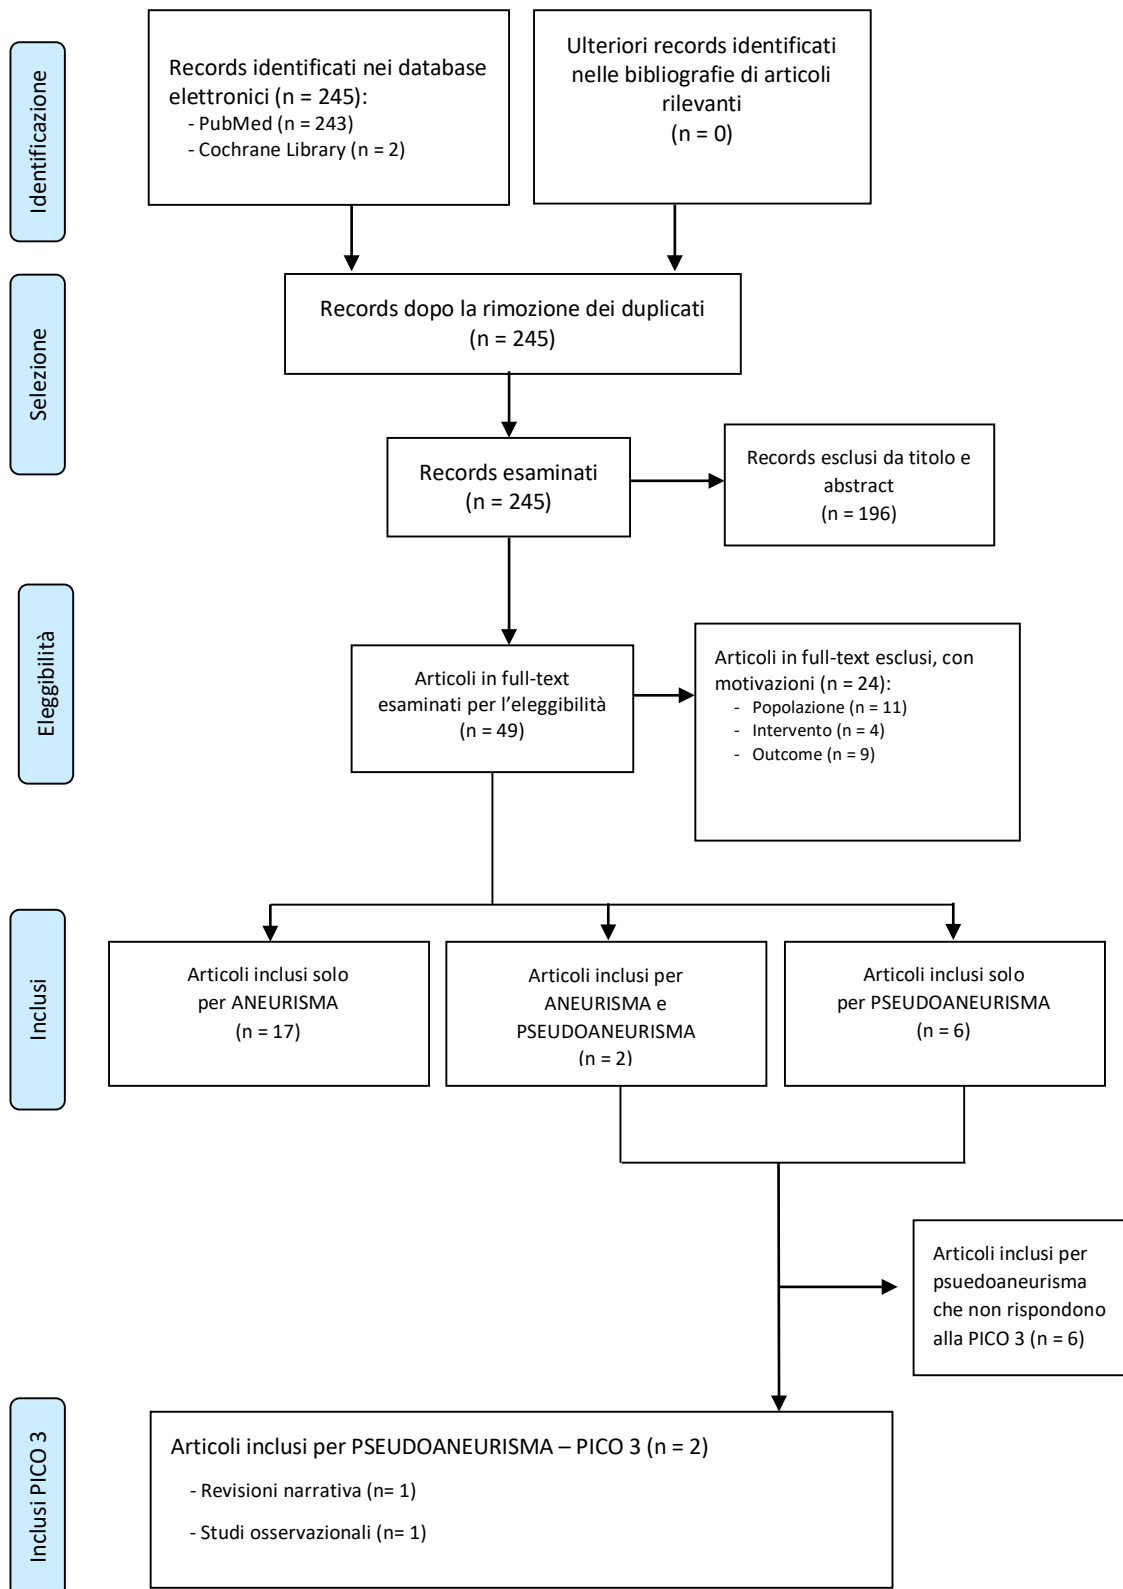 Identificazione
Records identificati nei database
elettronici (n = 245):
- PubMed (n = 243)
- Cochrane Library (n = 2)
Ulteriori records identificati
nelle bibliografie di articoli
rilevanti
(n = 0)
Selezione
Records dopo la rimozione dei duplicati
(n = 245)
Records esaminati
(n = 245)
Records esclusi da titolo e
abstract
(n = 196)
Eleggibilità
Articoli in full-text
esaminati per l'eleggibilità
(n = 49)
Articoli in full-text esclusi, con
motivazioni (n = 24):
- Popolazione (n = 11)
- Intervento (n = 4)
- Outcome (n = 9)
Inclusi
Articoli inclusi solo
per ANEURISMA
(n = 17)
Articoli inclusi per
ANEURISMA e
PSEUDOANEURISMA
(n = 2)
Articoli inclusi solo
per PSEUDOANEURISMA
(n = 6)
Articoli inclusi per
psuedoaneurisma
che non rispondono
alla PICO 3 (n = 6)
Inclusi PICO 3
Articoli inclusi per PSEUDOANEURISMA – PICO 3 (n = 2)
- Revisioni narrativa (n= 1)
- Studi osservazionali (n= 1)